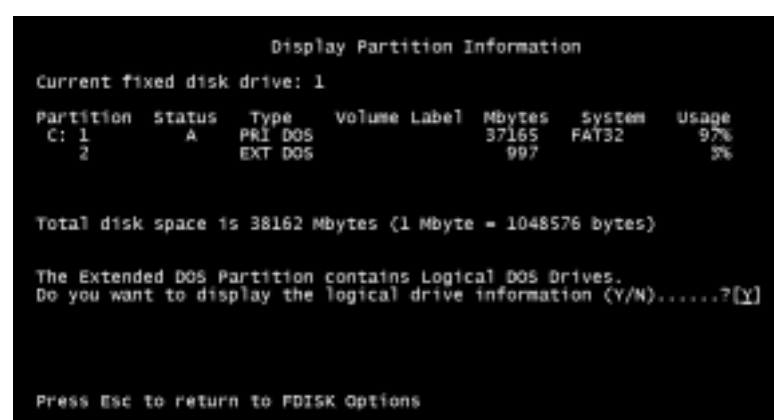 Display Partition Information
Current fixed disk drive: 1
Partition Status Type Volume Label Mbytes System Usage
C: 1 A PRI DOS 37165 FAT32 97%
2 EXT DOS 997 3%
Total disk space is 38162 Mbytes (1 Mbyte = 1048576 bytes)
The Extended DOS Partition contains Logical DOS Drives.
Do you want to display the logical drive information (Y/N)......?[Y]
Press Esc to return to FDISK Options